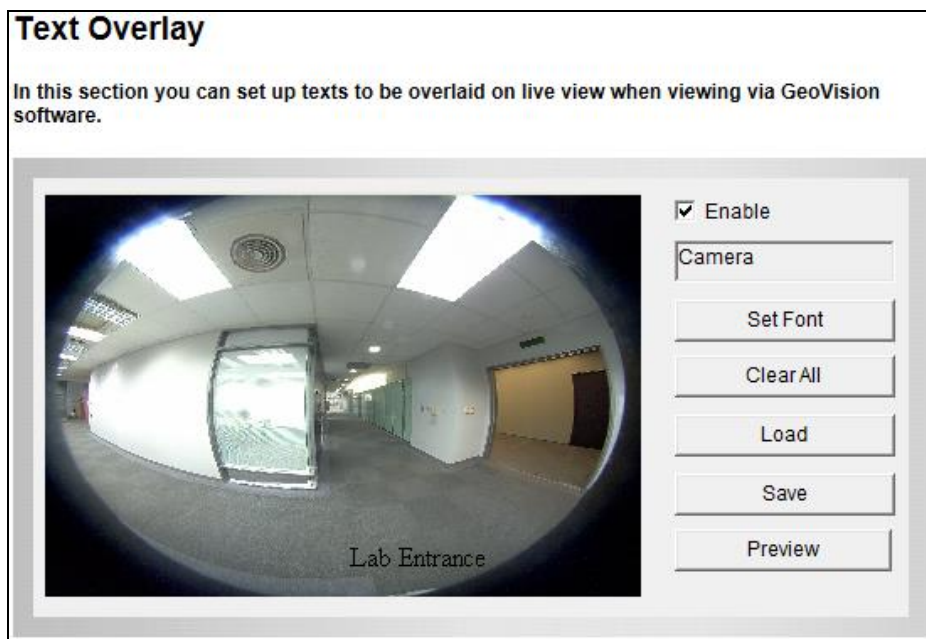 Text Overlay
In this section you can set up texts to be overlaid on live view when viewing via GeoVision
software.
Enable
Camera
Set Font
Clear All
Load
Save
Preview
Lab Entrance